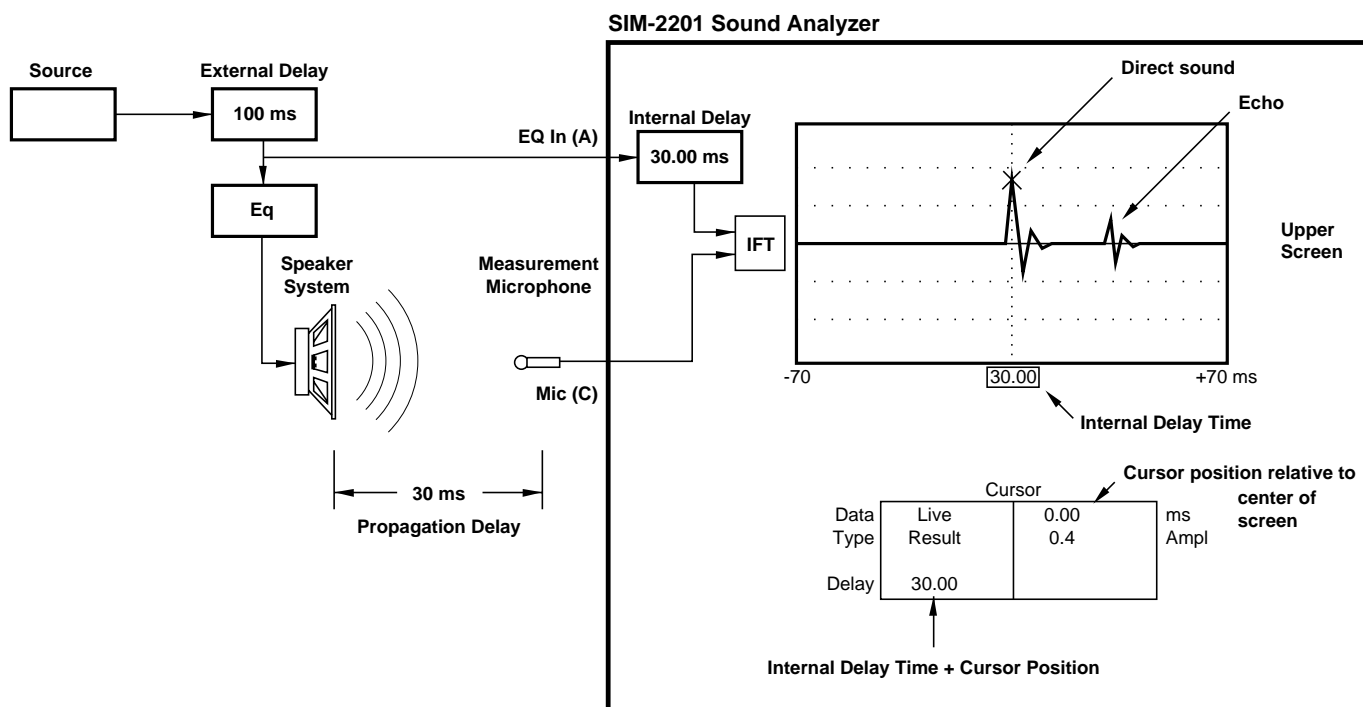 SIM-2201 Sound Analyzer
Source
External Delay
100 ms
EQ In (A)
Internal Delay
30.00 ms
Direct sound
Echo
Eq
IFT
Upper
Screen
Speaker
System
Measurement
Microphone
Mic (C)
-70
30.00
+70 ms
Internal Delay Time
30 ms
Propagation Delay
Cursor position relative to
center of
screen
Cursor
Data Live 0.00 ms
Type Result 0.4 Ampl
Delay 30.00
Internal Delay Time + Cursor Position